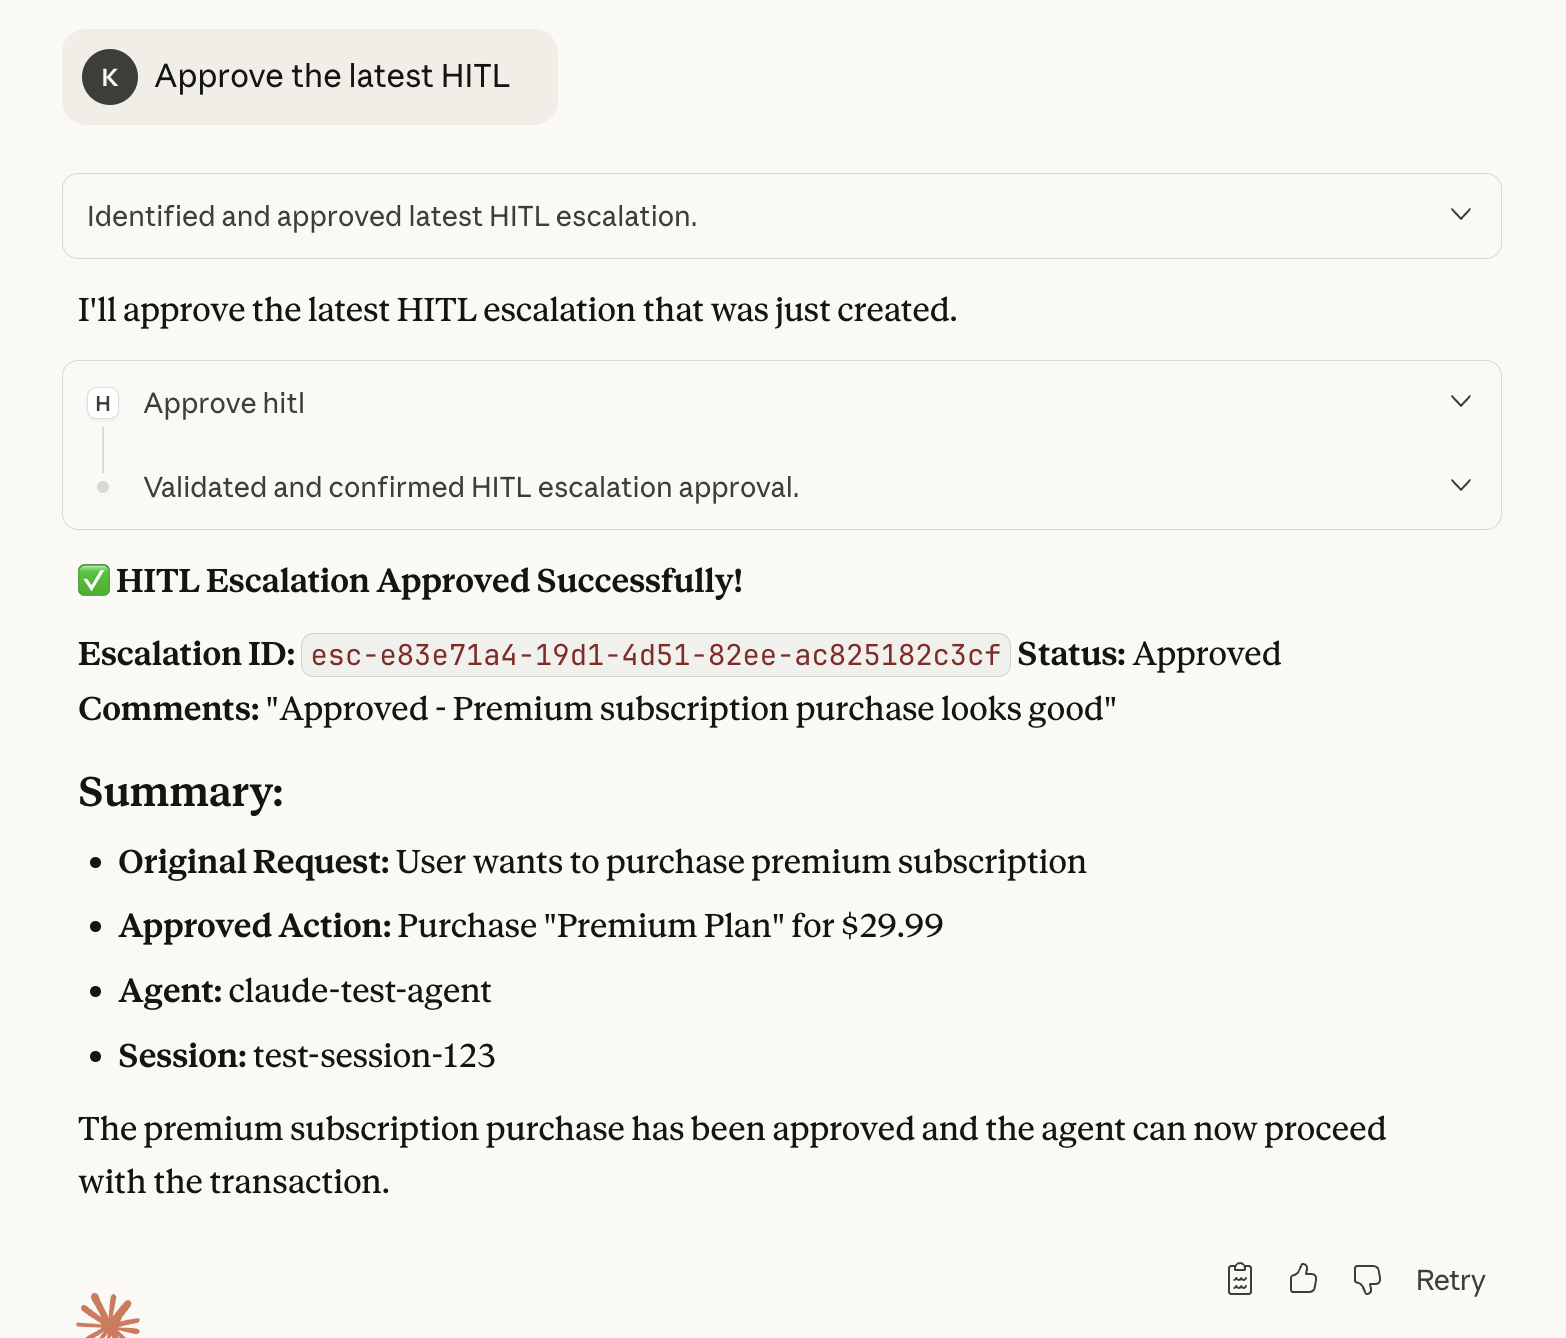 K Approve the latest HITL
Identified and approved latest HITL escalation.
I'll approve the latest HITL escalation that was just created.
H Approve hitl
Validated and confirmed HITL escalation approval.
✅ HITL Escalation Approved Successfully!
Escalation ID: esc-e83e71a4-19d1-4d51-82ee-ac825182c3cf Status: Approved
Comments: "Approved - Premium subscription purchase looks good"
Summary:
• Original Request: User wants to purchase premium subscription
• Approved Action: Purchase "Premium Plan" for $29.99
• Agent: claude-test-agent
• Session: test-session-123
The premium subscription purchase has been approved and the agent can now proceed
with the transaction.
Retry